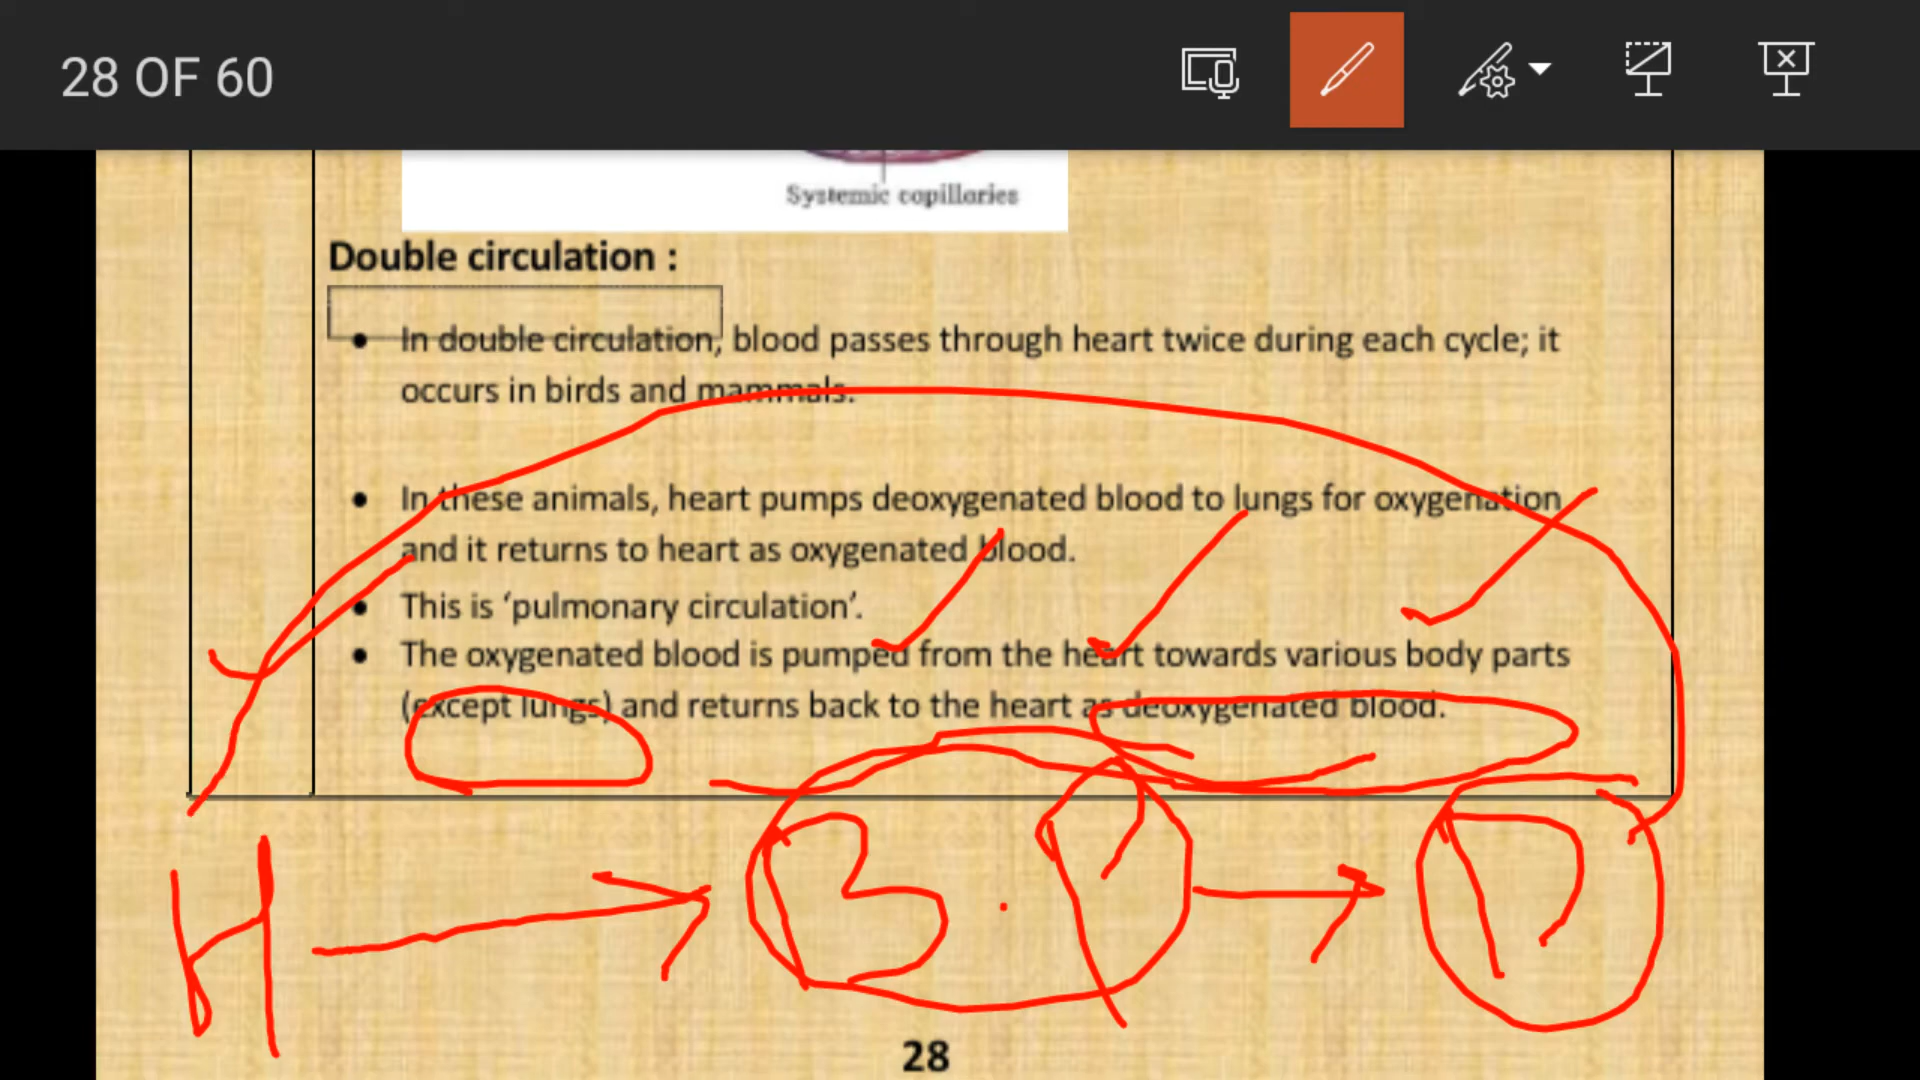 28 OF 60
Systemic capillaries
Double circulation :
• In double circulation, blood passes through heart twice during each cycle; it
occurs in birds and mammals.
• In these animals, heart pumps deoxygenated blood to lungs for oxygenation
and it returns to heart as oxygenated blood.
• This is ‘pulmonary circulation’.
• The oxygenated blood is pumped from the heart towards various body parts
(except lungs) and returns back to the heart as deoxygenated blood.
H → B.P → D
28